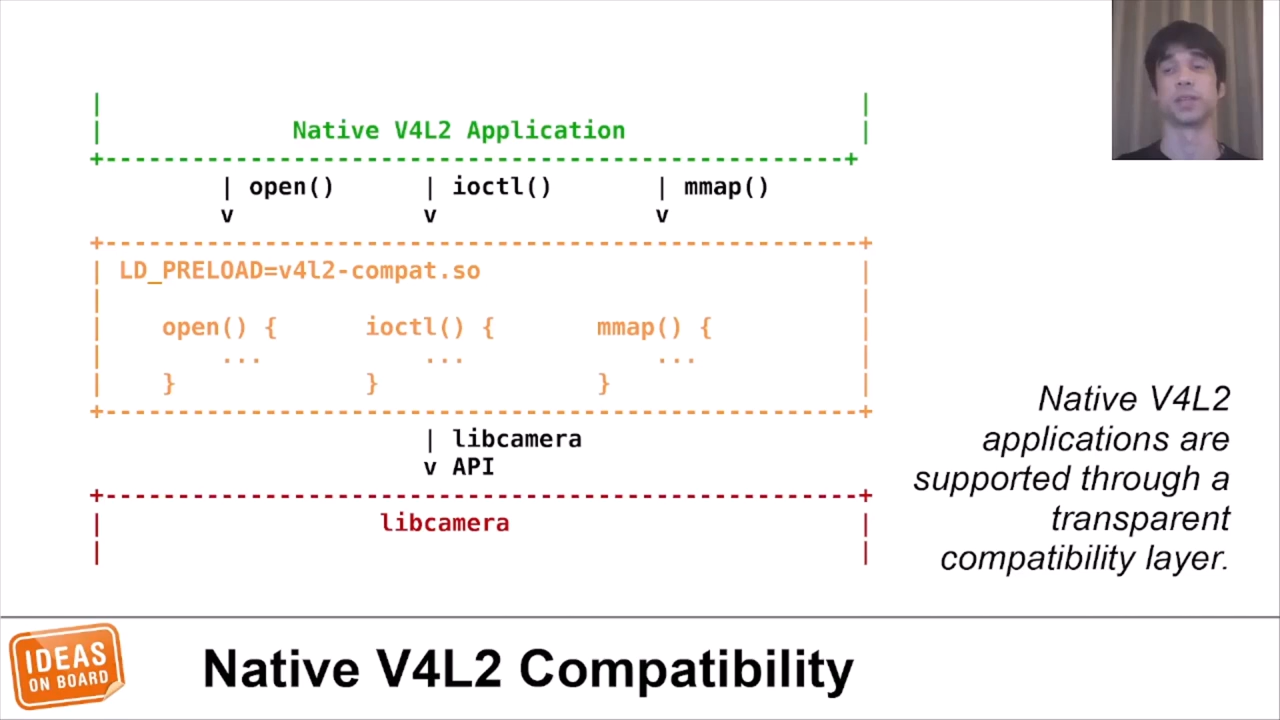 Native V4L2 Application
| open() | ioctl() | mmap()
v v v
LD_PRELOAD=v4l2-compat.so
open() { ioctl() { mmap() {
... ... ...
} } }
| libcamera
v API
libcamera
Native V4L2
applications are
supported through a
transparent
compatibility layer.
IDEAS
ON BOARD
Native V4L2 Compatibility